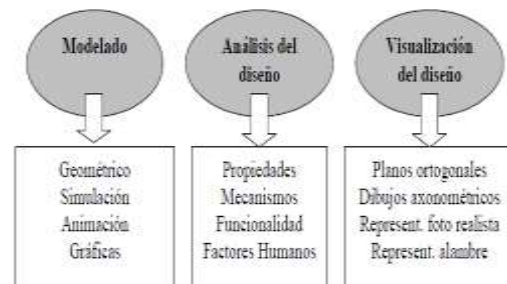 Modelado
Análisis del
diseño
Visualización
del diseño
Geométrico
Simulación
Animación
Gráficas
Propiedades
Mecanismos
Funcionalidad
Factores Humanos
Planos ortogonales
Dibujos axonométricos
Represent. foto realista
Represent. alambre